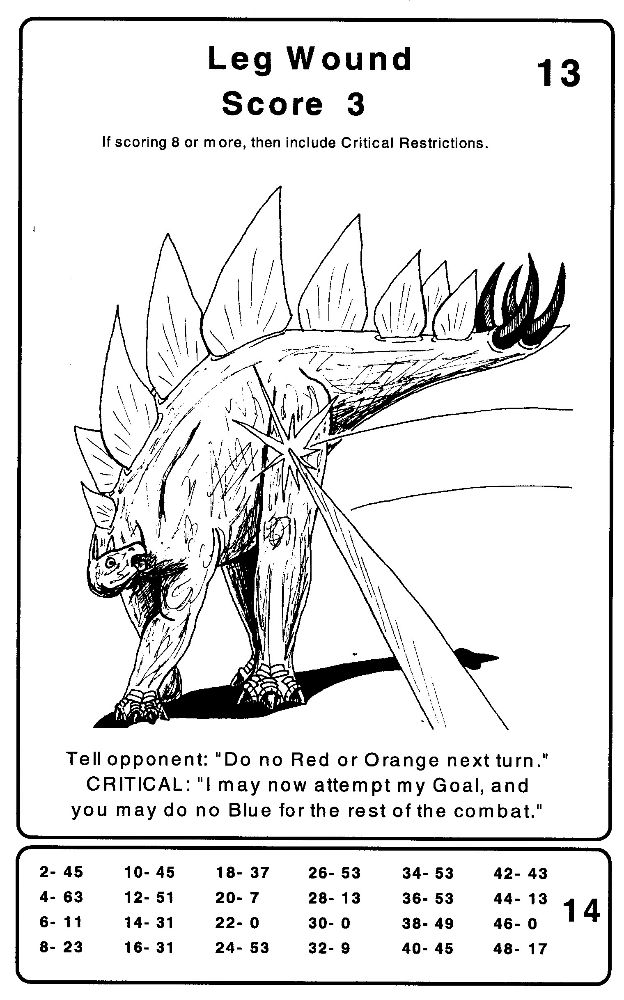 Leg Wound
13
Score 3
If scoring 8 or more, then include Critical Restrictions.
Tell opponent: "Do no Red or Orange next turn."
CRITICAL: "I may now attempt my Goal, and
you may do no Blue for the rest of the combat."
2- 45 10- 45 18- 37 26- 53 34- 53 42- 43
4- 63 12- 51 20- 7 28- 13 36- 53 44- 13
14
6- 11 14- 31 22- 0 30- 0 38- 49 46- 0
8- 23 16- 31 24- 53 32- 9 40- 45 48- 17